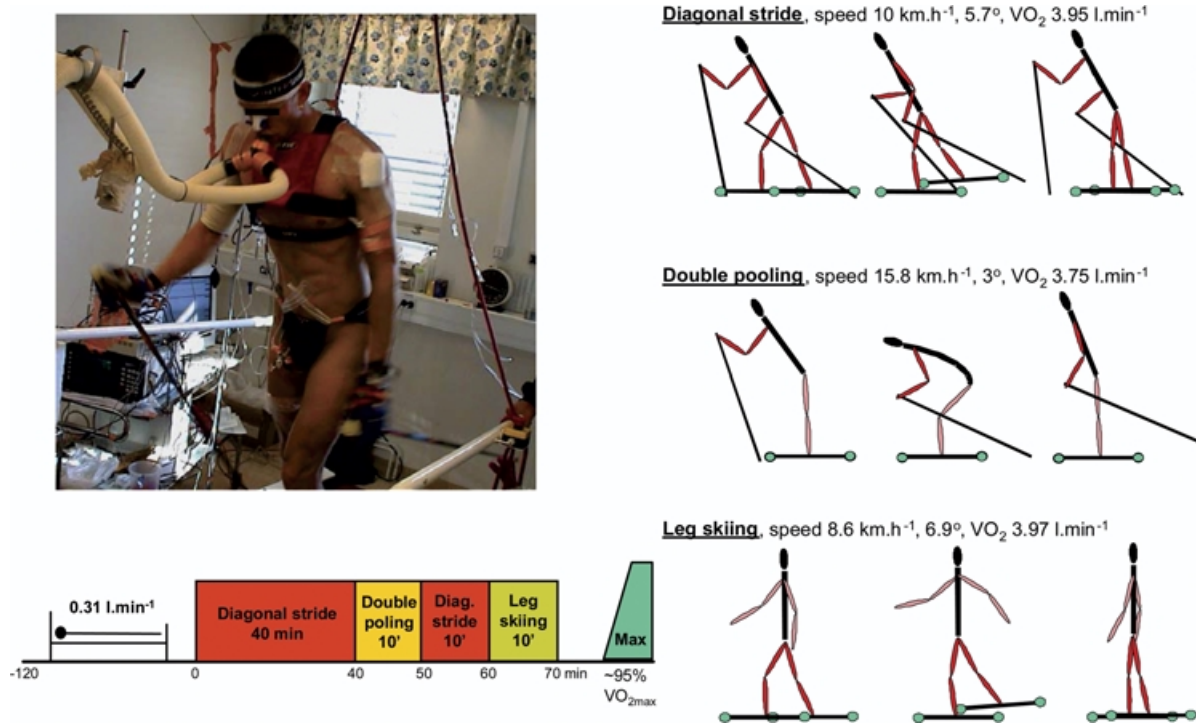 Diagonal stride, speed 10 km.h⁻¹, 5.7°, VO₂ 3.95 l.min⁻¹
Double pooling, speed 15.8 km.h⁻¹, 3°, VO₂ 3.75 l.min⁻¹
Leg skiing, speed 8.6 km.h⁻¹, 6.9°, VO₂ 3.97 l.min⁻¹
0.31 l.min⁻¹
Diagonal stride
40 min
Double
poling
10'
Diag.
stride
10'
Leg
skiing
10'
Max
-120
0
40
50
60
70 min
~95%
VO₂max